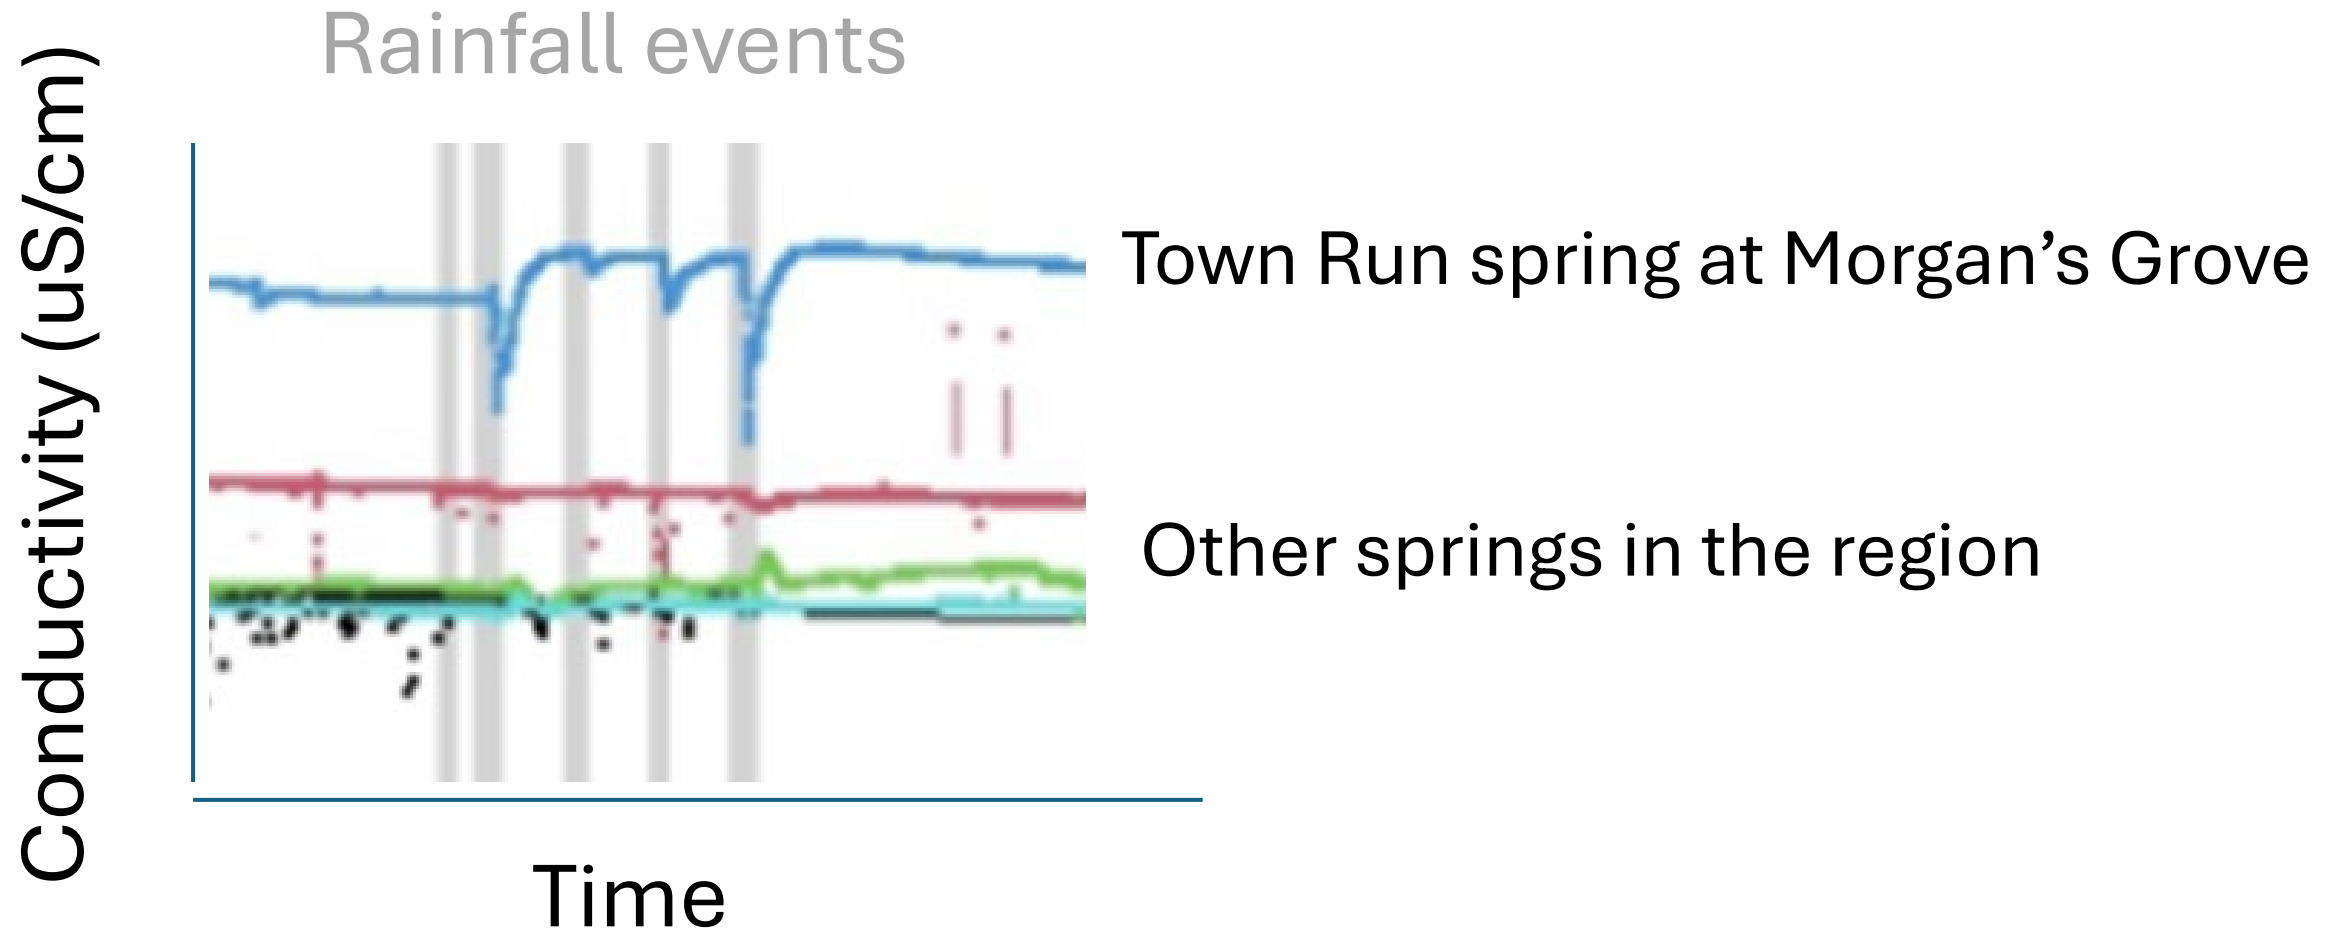 Rainfall events
Conductivity (uS/cm)
Town Run spring at Morgan’s Grove
Other springs in the region
Time